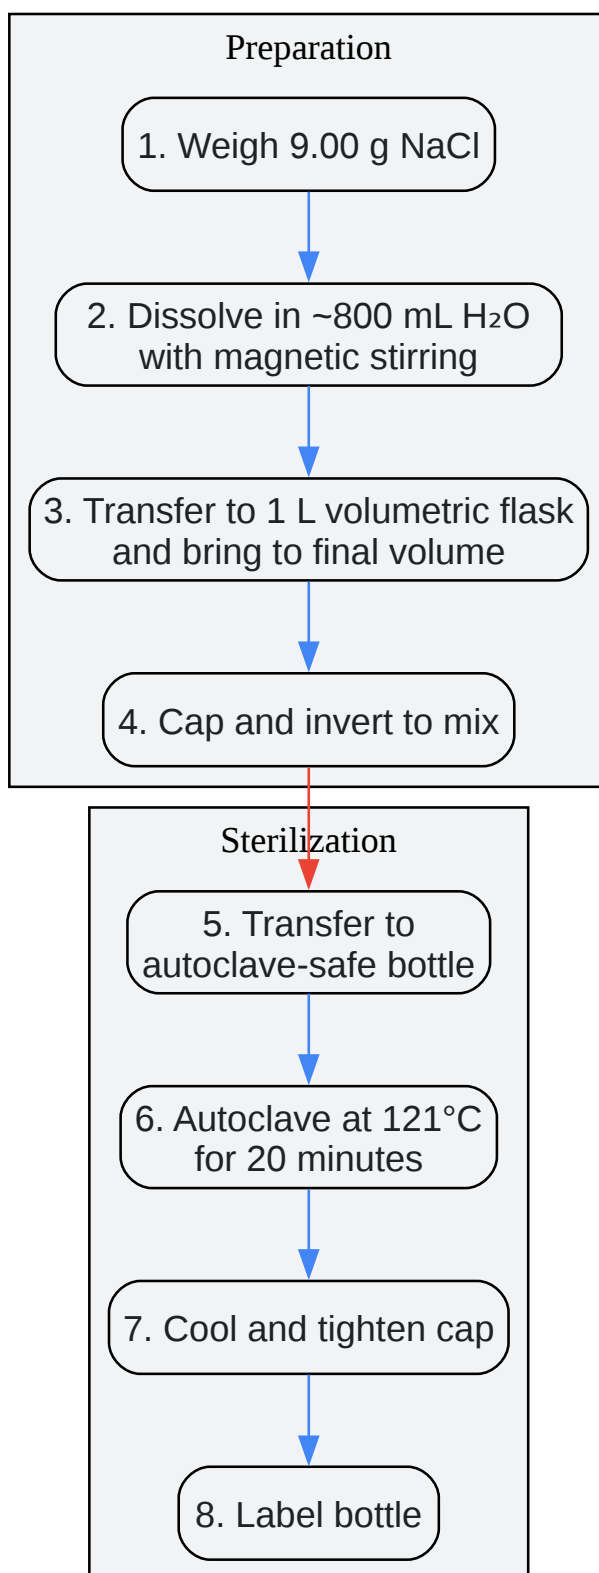 Preparation
1. Weigh 9.00 g NaCl
2. Dissolve in ~800 mL H₂O
with magnetic stirring
3. Transfer to 1 L volumetric flask
and bring to final volume
4. Cap and invert to mix
Sterilization
5. Transfer to
autoclave-safe bottle
6. Autoclave at 121°C
for 20 minutes
7. Cool and tighten cap
8. Label bottle